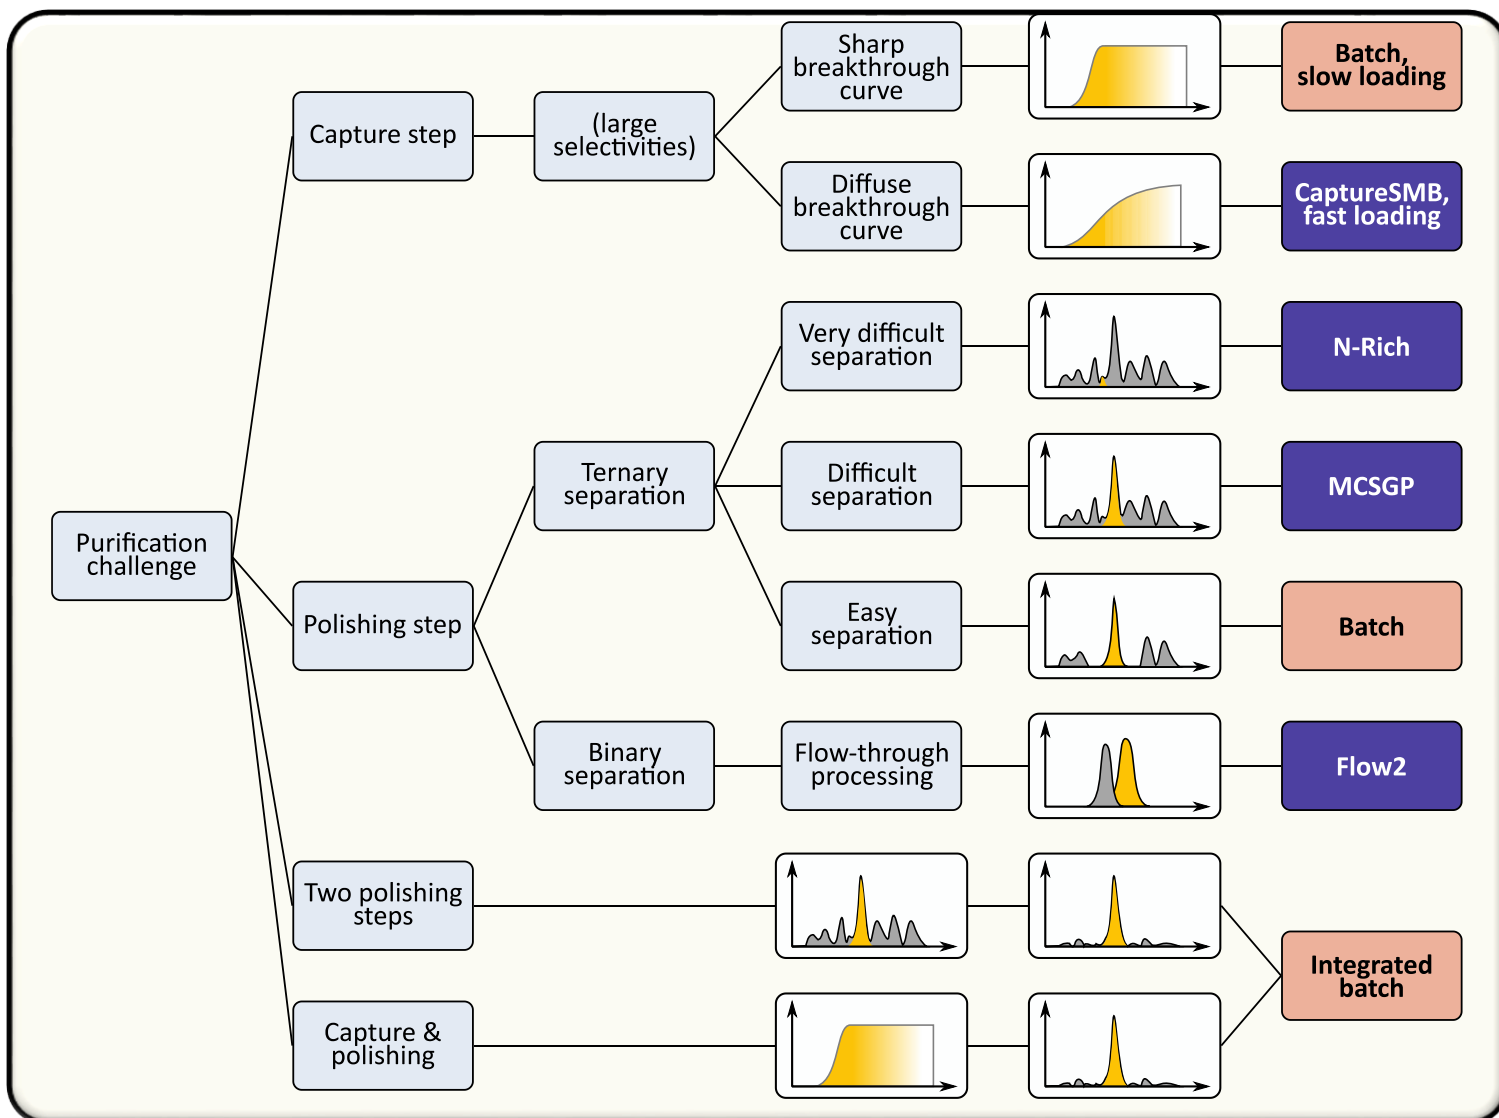 Sharp
breakthrough
curve
Batch,
slow loading
Capture step
(large
selectivities)
Diffuse
breakthrough
curve
CaptureSMB,
fast loading
Very difficult
separation
N-Rich
Ternary
separation
Difficult
separation
MCSGP
Purification
challenge
Polishing step
Easy
separation
Batch
Binary
separation
Flow-through
processing
Flow2
Two polishing
steps
Integrated
batch
Capture &
polishing